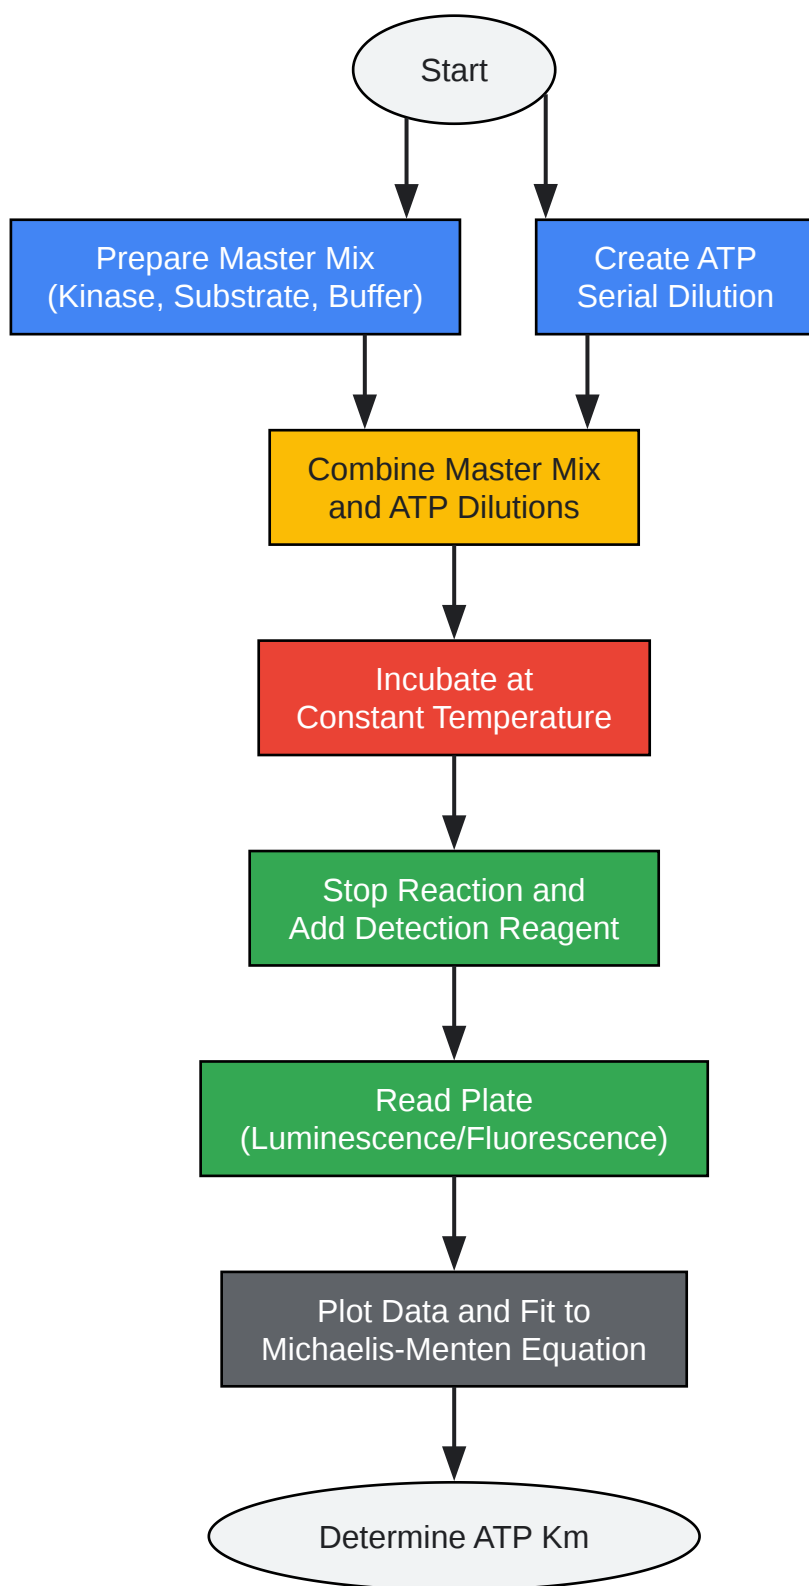 Start
Prepare Master Mix
(Kinase, Substrate, Buffer)
Create ATP
Serial Dilution
Combine Master Mix
and ATP Dilutions
Incubate at
Constant Temperature
Stop Reaction and
Add Detection Reagent
Read Plate
(Luminescence/Fluorescence)
Plot Data and Fit to
Michaelis-Menten Equation
Determine ATP Km